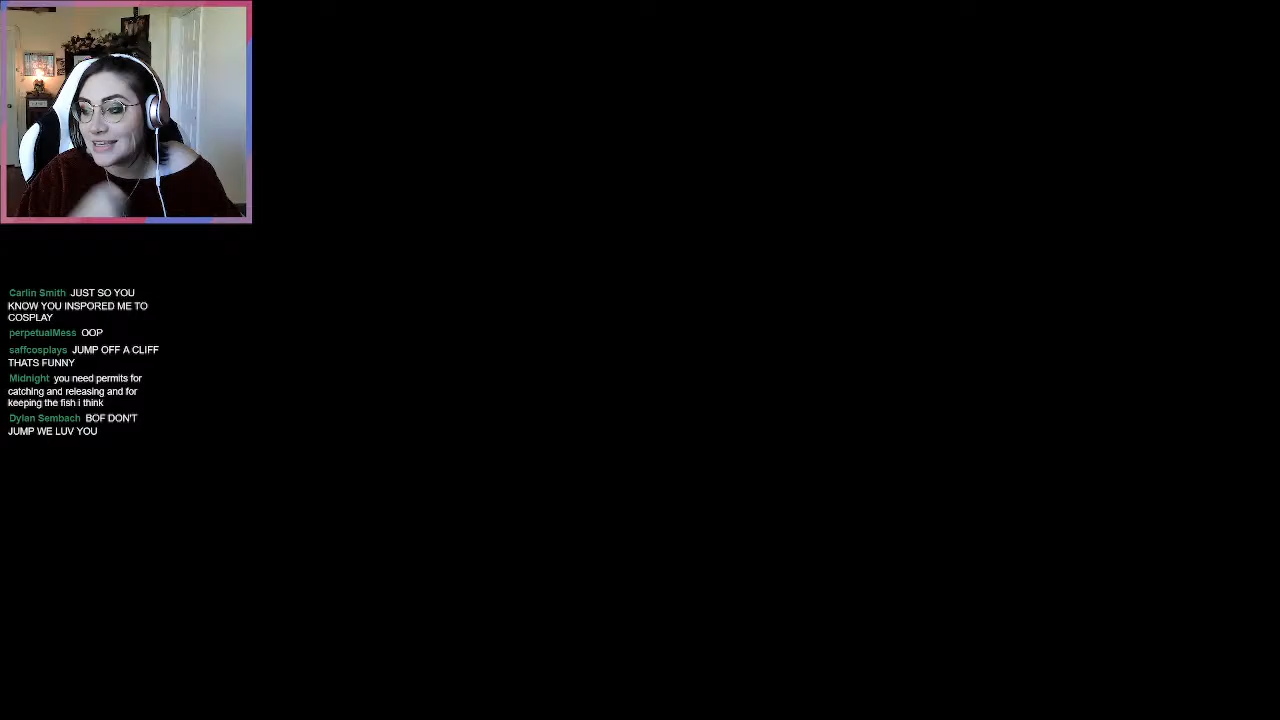 Carlin Smith JUST SO YOU
KNOW YOU INSPORED ME TO
COSPLAY
perpetualMess OOP
saffcosplays JUMP OFF A CLIFF
THATS FUNNY
Midnight you need permits for
catching and releasing and for
keeping the fish i think
Dylan Sembach BOF DON'T
JUMP WE LUV YOU